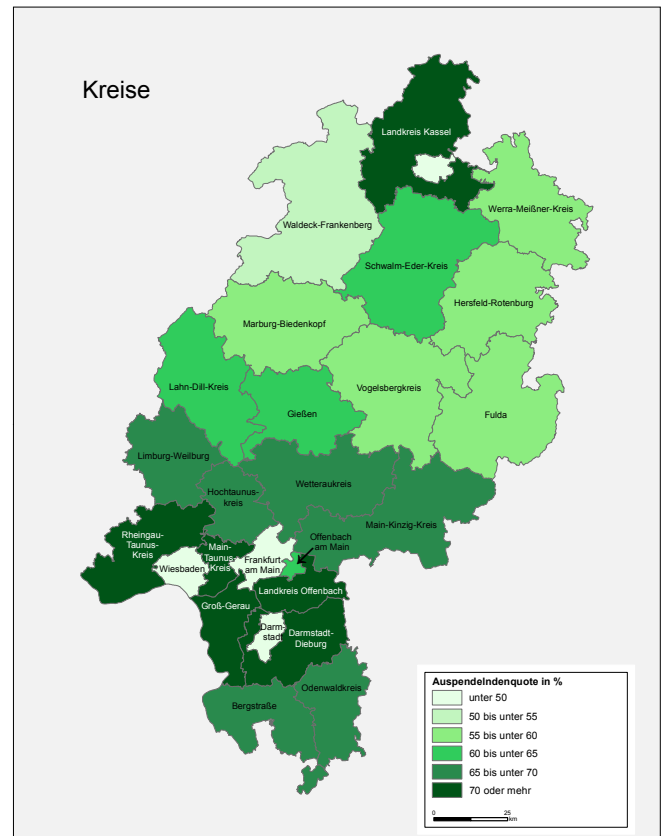 Kreise
Landkreis Kassel
Werra-Meißner-Kreis
Waldeck-Frankenberg
Schwalm-Eder-Kreis
Hersfeld-Rotenburg
Marburg-Biedenkopf
Lahn-Dill-Kreis
Vogelsbergkreis
Gießen
Fulda
Limburg-Weilburg
Wetteraukreis
Hochtaunus-
kreis
Main-Kinzig-Kreis
Rheingau-
Taunus-
Kreis
Offenbach
am Main
Main-
Taunus-
Kreis
Frankfurt
am Main
Wiesbaden
Landkreis Offenbach
Groß-Gerau
Darm-
stadt
Darmstadt-
Dieburg
Odenwaldkreis
Bergstraße
Auspendelndenquote in %
unter 50
50 bis unter 55
55 bis unter 60
60 bis unter 65
65 bis unter 70
70 oder mehr
0 25
km